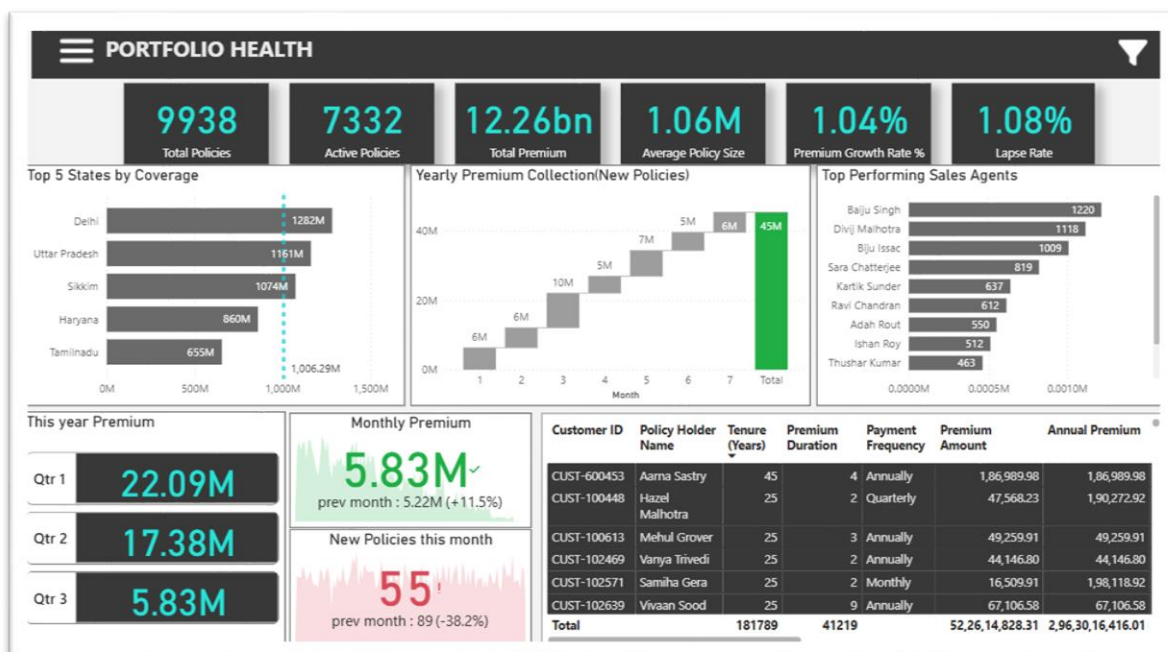 PORTFOLIO HEALTH
9938
Total Policies
7332
Active Policies
12.26bn
Total Premium
1.06M
Average Policy Size
1.04%
Premium Growth Rate %
1.08%
Lapse Rate
Top 5 States by Coverage
Delhi 1282M
Uttar Pradesh 1161M
Sikkim 1074M
Haryana 860M
Tamilnadu 655M
1,006.29M
0M 500M 1,000M 1,500M
Yearly Premium Collection(New Policies)
40M
20M
0M
6M
6M
10M
5M
7M
5M
6M
45M
1 2 3 4 5 6 7 Total
Month
Top Performing Sales Agents
Baiju Singh 1220
Divij Malhotra 1118
Biju Issac 1009
Sara Chatterjee 819
Kartik Sunder 637
Ravi Chandran 612
Adah Rout 550
Ishan Roy 512
Thushar Kumar 463
0.0000M 0.0005M 0.0010M
This year Premium
Qtr 1 22.09M
Qtr 2 17.38M
Qtr 3 5.83M
Monthly Premium
5.83M
prev month : 5.22M (+11.5%)
New Policies this month
55!
prev month : 89 (-38.2%)
Customer ID Policy Holder Name Tenure (Years) Premium Duration Payment Frequency Premium Amount Annual Premium
CUST-600453 Aarna Sastry 45 4 Annually 1,86,989.98 1,86,989.98
CUST-100448 Hazel Malhotra 25 2 Quarterly 47,568.23 1,90,272.92
CUST-100613 Mehul Grover 25 3 Annually 49,259.91 49,259.91
CUST-102469 Vanya Trivedi 25 2 Annually 44,146.80 44,146.80
CUST-102571 Samiha Gera 25 2 Monthly 16,509.91 1,98,118.92
CUST-102639 Vivaan Sood 25 9 Annually 67,106.58 67,106.58
Total 181789 41219 52,26,14,828.31 2,96,30,16,416.01